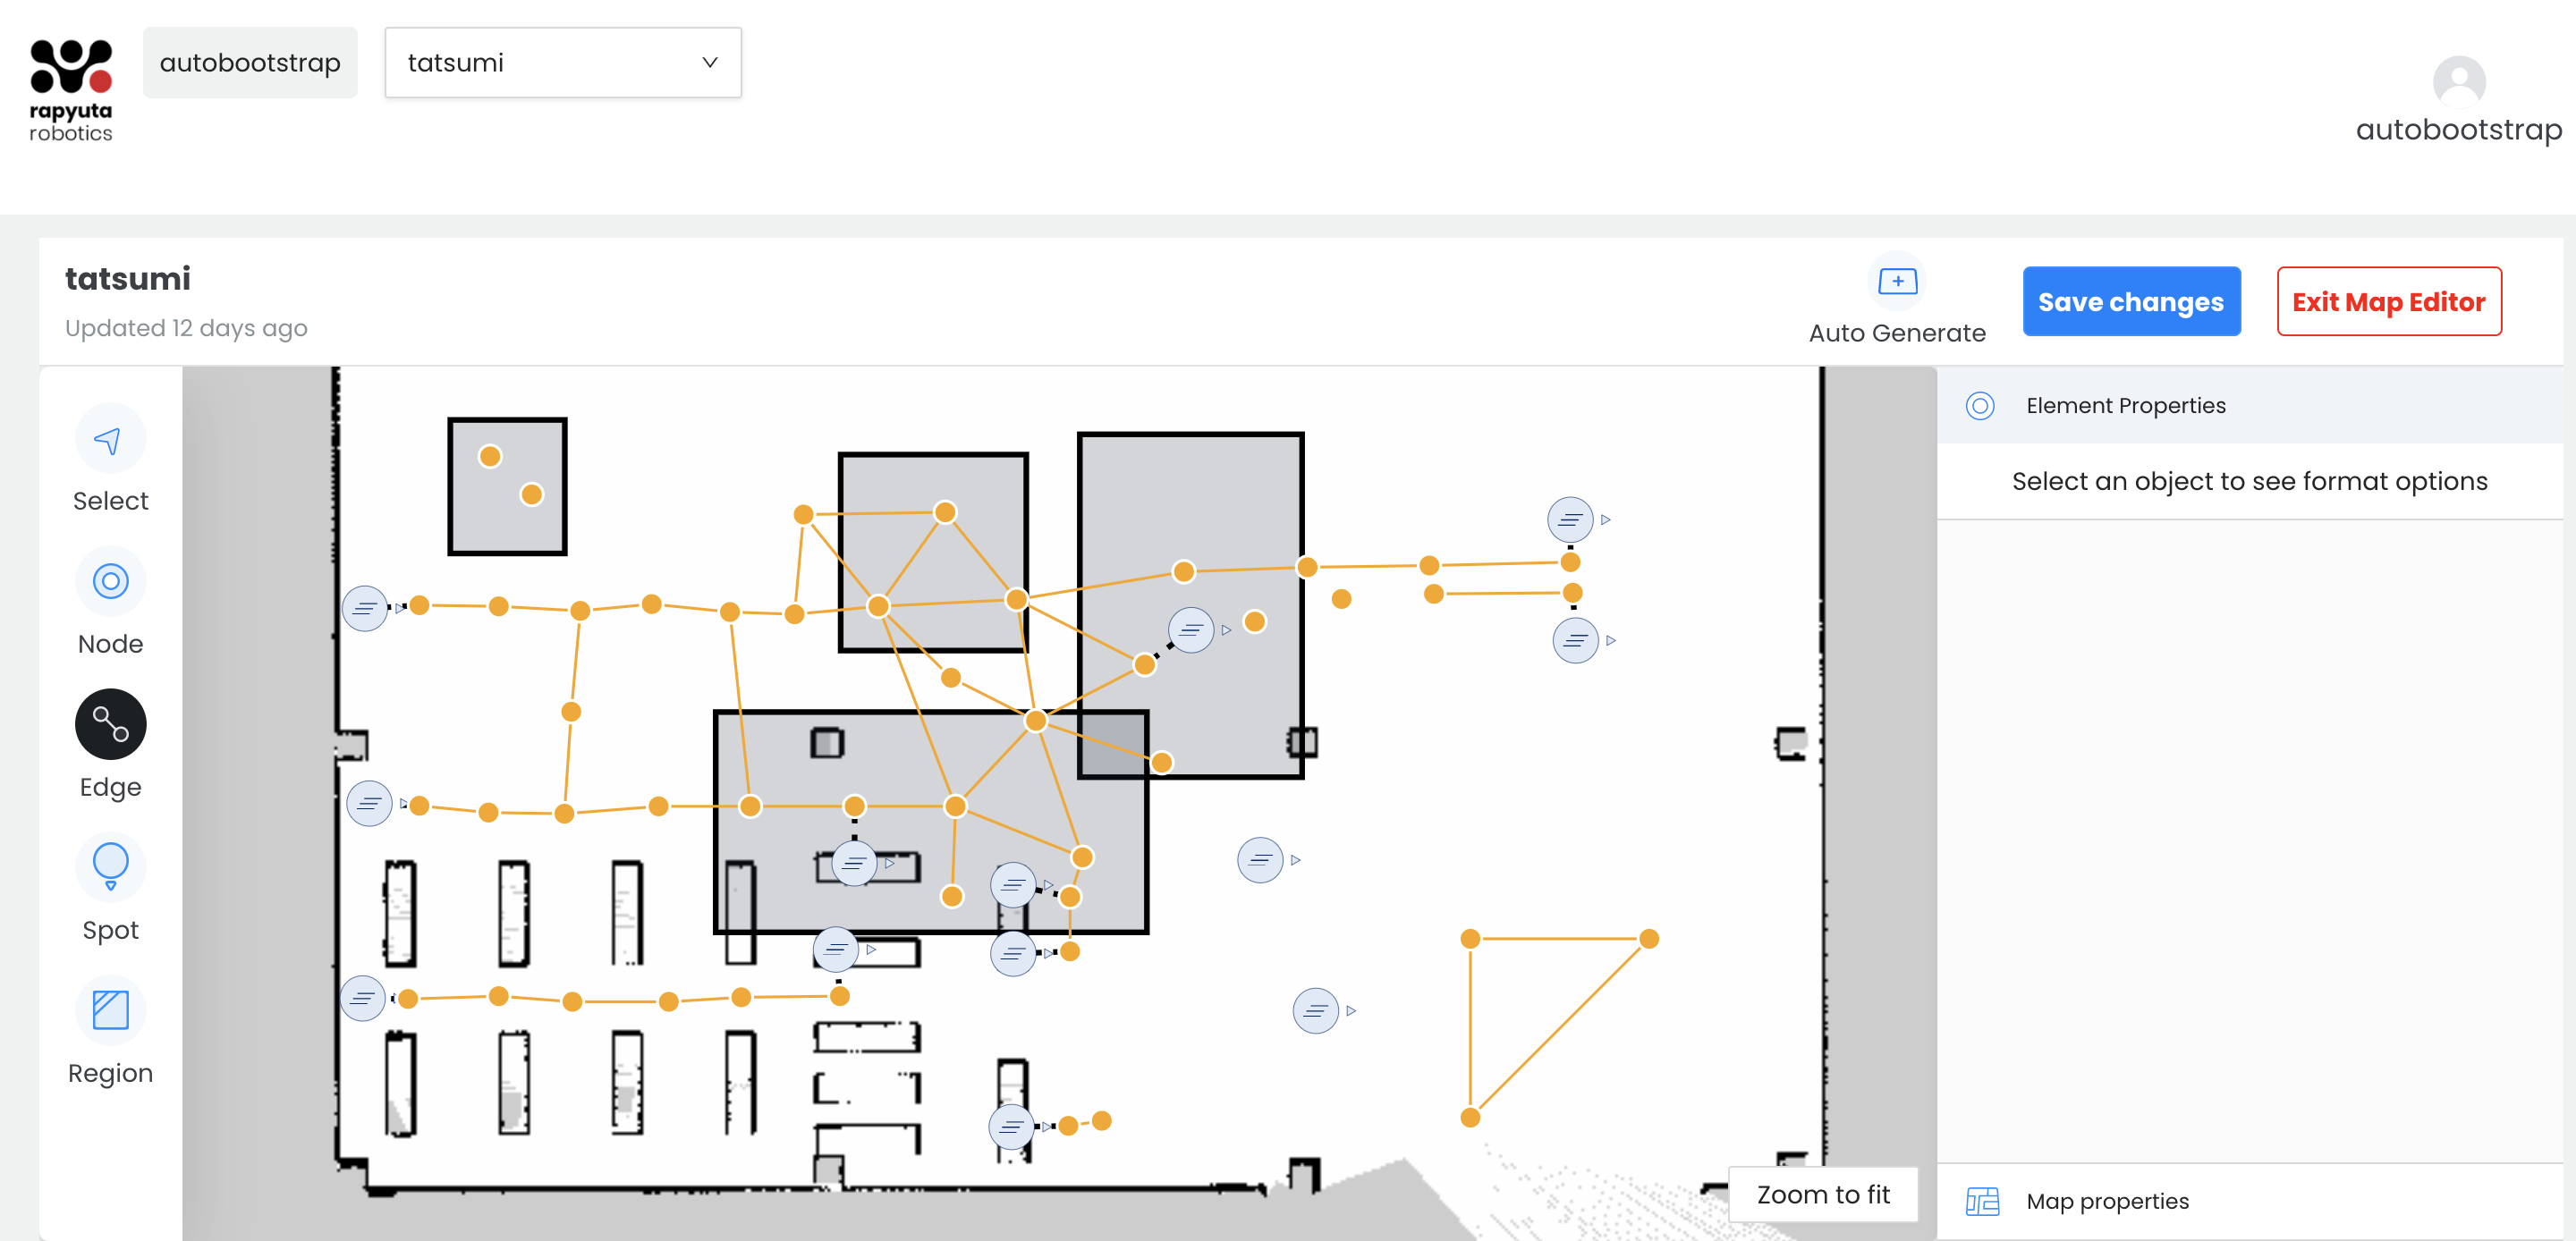 rapyuta
robotics
autobootstrap
tatsumi
autobootstrap
tatsumi
Updated 12 days ago
Auto Generate
Save changes
Exit Map Editor
Select
Node
Edge
Spot
Region
Element Properties
Select an object to see format options
Zoom to fit
Map properties